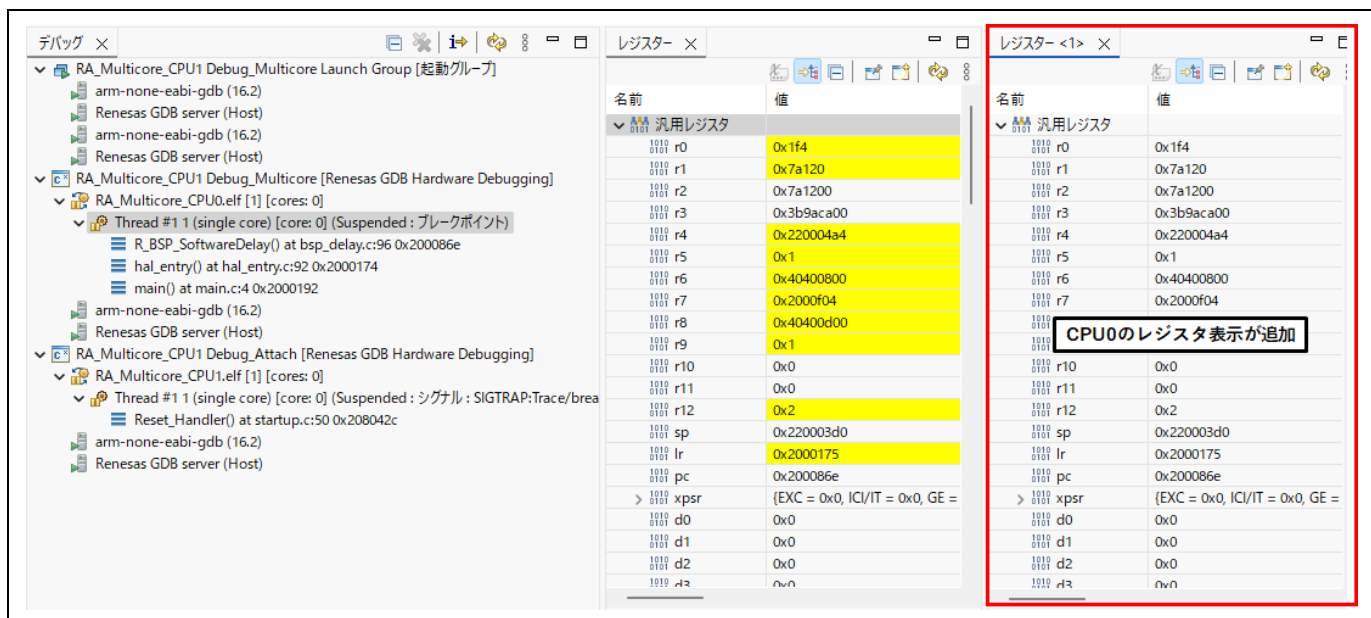 デバッグ
RA_Multicore_CPU1 Debug_Multicore Launch Group [起動グループ]
arm-none-eabi-gdb (16.2)
Renesas GDB server (Host)
arm-none-eabi-gdb (16.2)
Renesas GDB server (Host)
RA_Multicore_CPU1 Debug_Multicore [Renesas GDB Hardware Debugging]
RA_Multicore_CPU0.elf [1] [cores: 0]
Thread #1 1 (single core) [core: 0] (Suspended : ブレークポイント)
R_BSP_SoftwareDelay() at bsp_delay.c:96 0x200086e
hal_entry() at hal_entry.c:92 0x2000174
main() at main.c:4 0x2000192
arm-none-eabi-gdb (16.2)
Renesas GDB server (Host)
RA_Multicore_CPU1 Debug_Attach [Renesas GDB Hardware Debugging]
RA_Multicore_CPU1.elf [1] [cores: 0]
Thread #1 1 (single core) [core: 0] (Suspended : シグナル : SIGTRAP:Trace/brea
Reset_Handler() at startup.c:50 0x208042c
arm-none-eabi-gdb (16.2)
Renesas GDB server (Host)
レジスター
名前 値
汎用レジスタ
r0 0x1f4
r1 0x7a120
r2 0x7a1200
r3 0x3b9aca00
r4 0x220004a4
r5 0x1
r6 0x40400800
r7 0x2000f04
r8 0x40400d00
r9 0x1
r10 0x0
r11 0x0
r12 0x2
sp 0x220003d0
lr 0x2000175
pc 0x200086e
xpsr {EXC = 0x0, ICI/IT = 0x0, GE =
d0 0x0
d1 0x0
d2 0x0
d3 0x0
レジスター <1>
名前 値
汎用レジスタ
r0 0x1f4
r1 0x7a120
r2 0x7a1200
r3 0x3b9aca00
r4 0x220004a4
r5 0x1
r6 0x40400800
r7 0x2000f04
CPU0のレジスタ表示が追加
r10 0x0
r11 0x0
r12 0x2
sp 0x220003d0
lr 0x2000175
pc 0x200086e
xpsr {EXC = 0x0, ICI/IT = 0x0, GE =
d0 0x0
d1 0x0
d2 0x0
d3 0x0